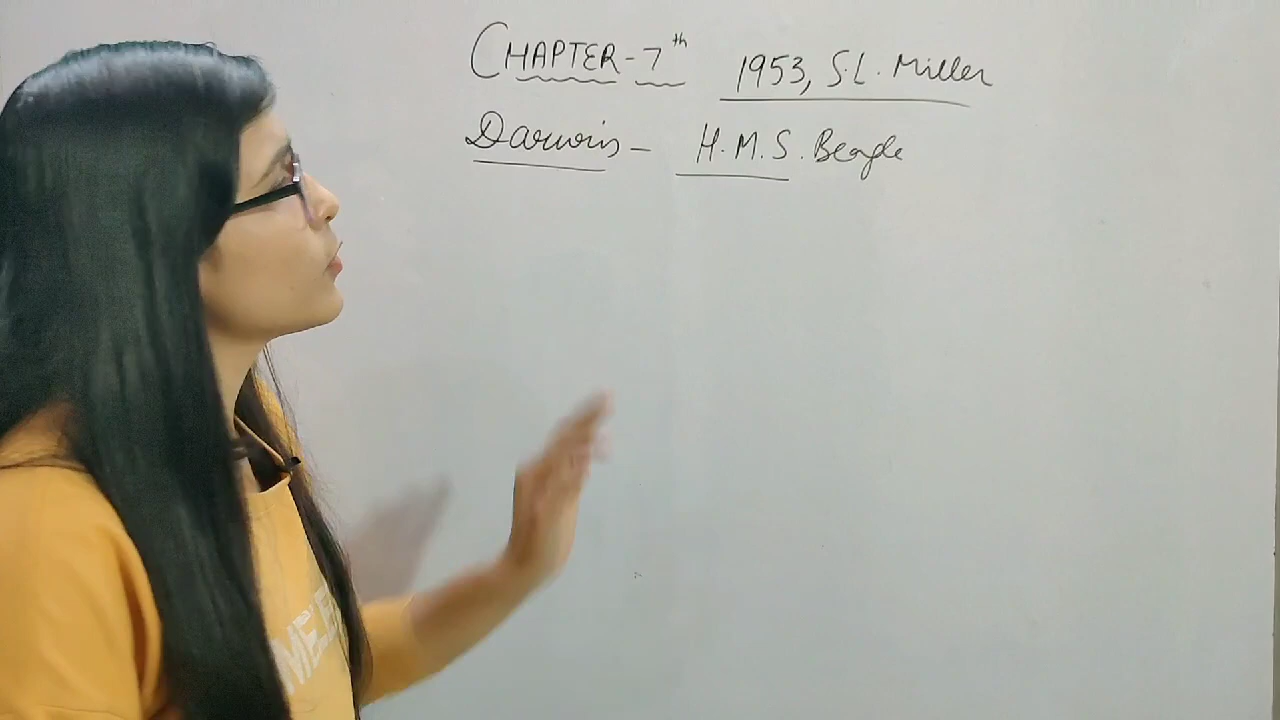 CHAPTER-7th 1953, S.L. Miller
Darwin - H.M.S. Beagle